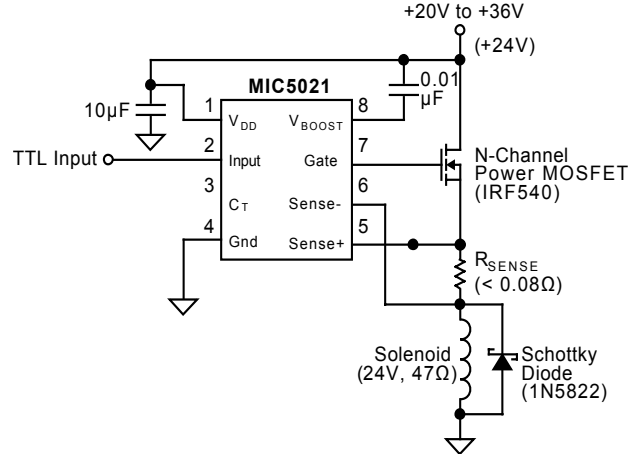 +20V to +36V
(+24V)
MIC5021
10µF
0.01
µF
1
VDD
VBOOST
8
TTL Input
2
Input
Gate
7
N-Channel
Power MOSFET
(IRF540)
3
CT
Sense-
6
4
Gnd
Sense+
5
RSENSE
(< 0.08Ω)
Solenoid
(24V, 47Ω)
Schottky
Diode
(1N5822)